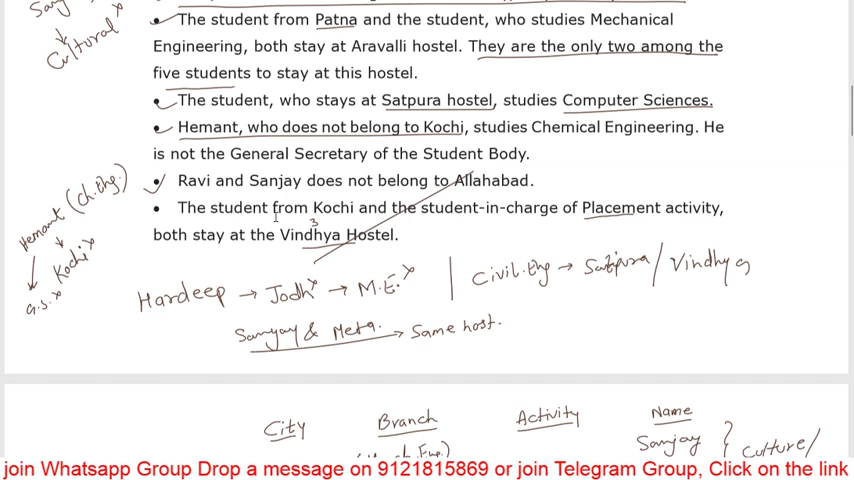 Sanj
↓
Cultural x
• The student from Patna and the student, who studies Mechanical
Engineering, both stay at Aravalli hostel. They are the only two among the
five students to stay at this hostel.
• The student, who stays at Satpura hostel, studies Computer Sciences.
• Hemant, who does not belong to Kochi, studies Chemical Engineering. He
is not the General Secretary of the Student Body.
• Ravi and Sanjay does not belong to Allahabad.
• The student from Kochi and the student-in-charge of Placement activity,
3
both stay at the Vindhya Hostel.
Hemant (Ch.Eng.)
Kochi x
G.S. x
Hardeep → Jodh x → M.E. x | Civil.Eng → Satpura / Vindhya
Sanjay & Meta. → Same host.
City Branch Activity Name
Sanjay } Culture/
join Whatsapp Group Drop a message on 9121815869 or join Telegram Group, Click on the link